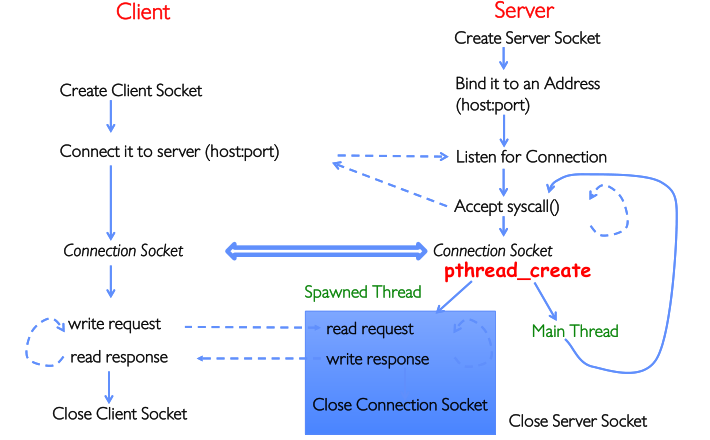 Client
Server
Create Server Socket
Create Client Socket
Bind it to an Address
(host:port)
Connect it to server (host:port)
Listen for Connection
Accept syscall()
Connection Socket
Connection Socket
pthread_create
Spawned Thread
write request
read request
Main Thread
read response
write response
Close Client Socket
Close Connection Socket
Close Server Socket